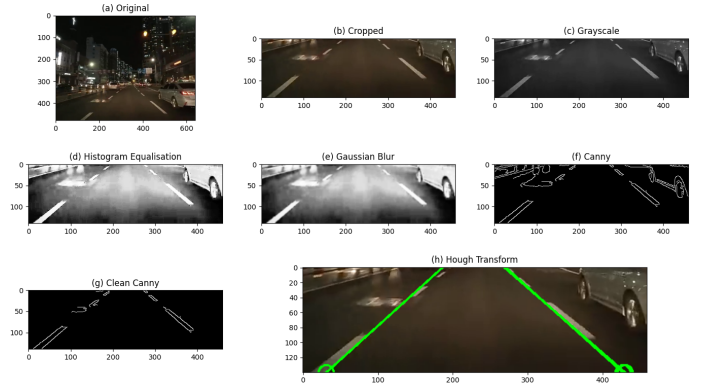 (a) Original
0
100
200
300
400
0 200 400 600
(b) Cropped
0
50
100
0 100 200 300 400
(c) Grayscale
0
50
100
0 100 200 300 400
(d) Histogram Equalisation
0
50
100
0 100 200 300 400
(e) Gaussian Blur
0
50
100
0 100 200 300 400
(f) Canny
0
50
100
0 100 200 300 400
(g) Clean Canny
0
50
100
0 100 200 300 400
(h) Hough Transform
0
20
40
60
80
100
120
0 100 200 300 400